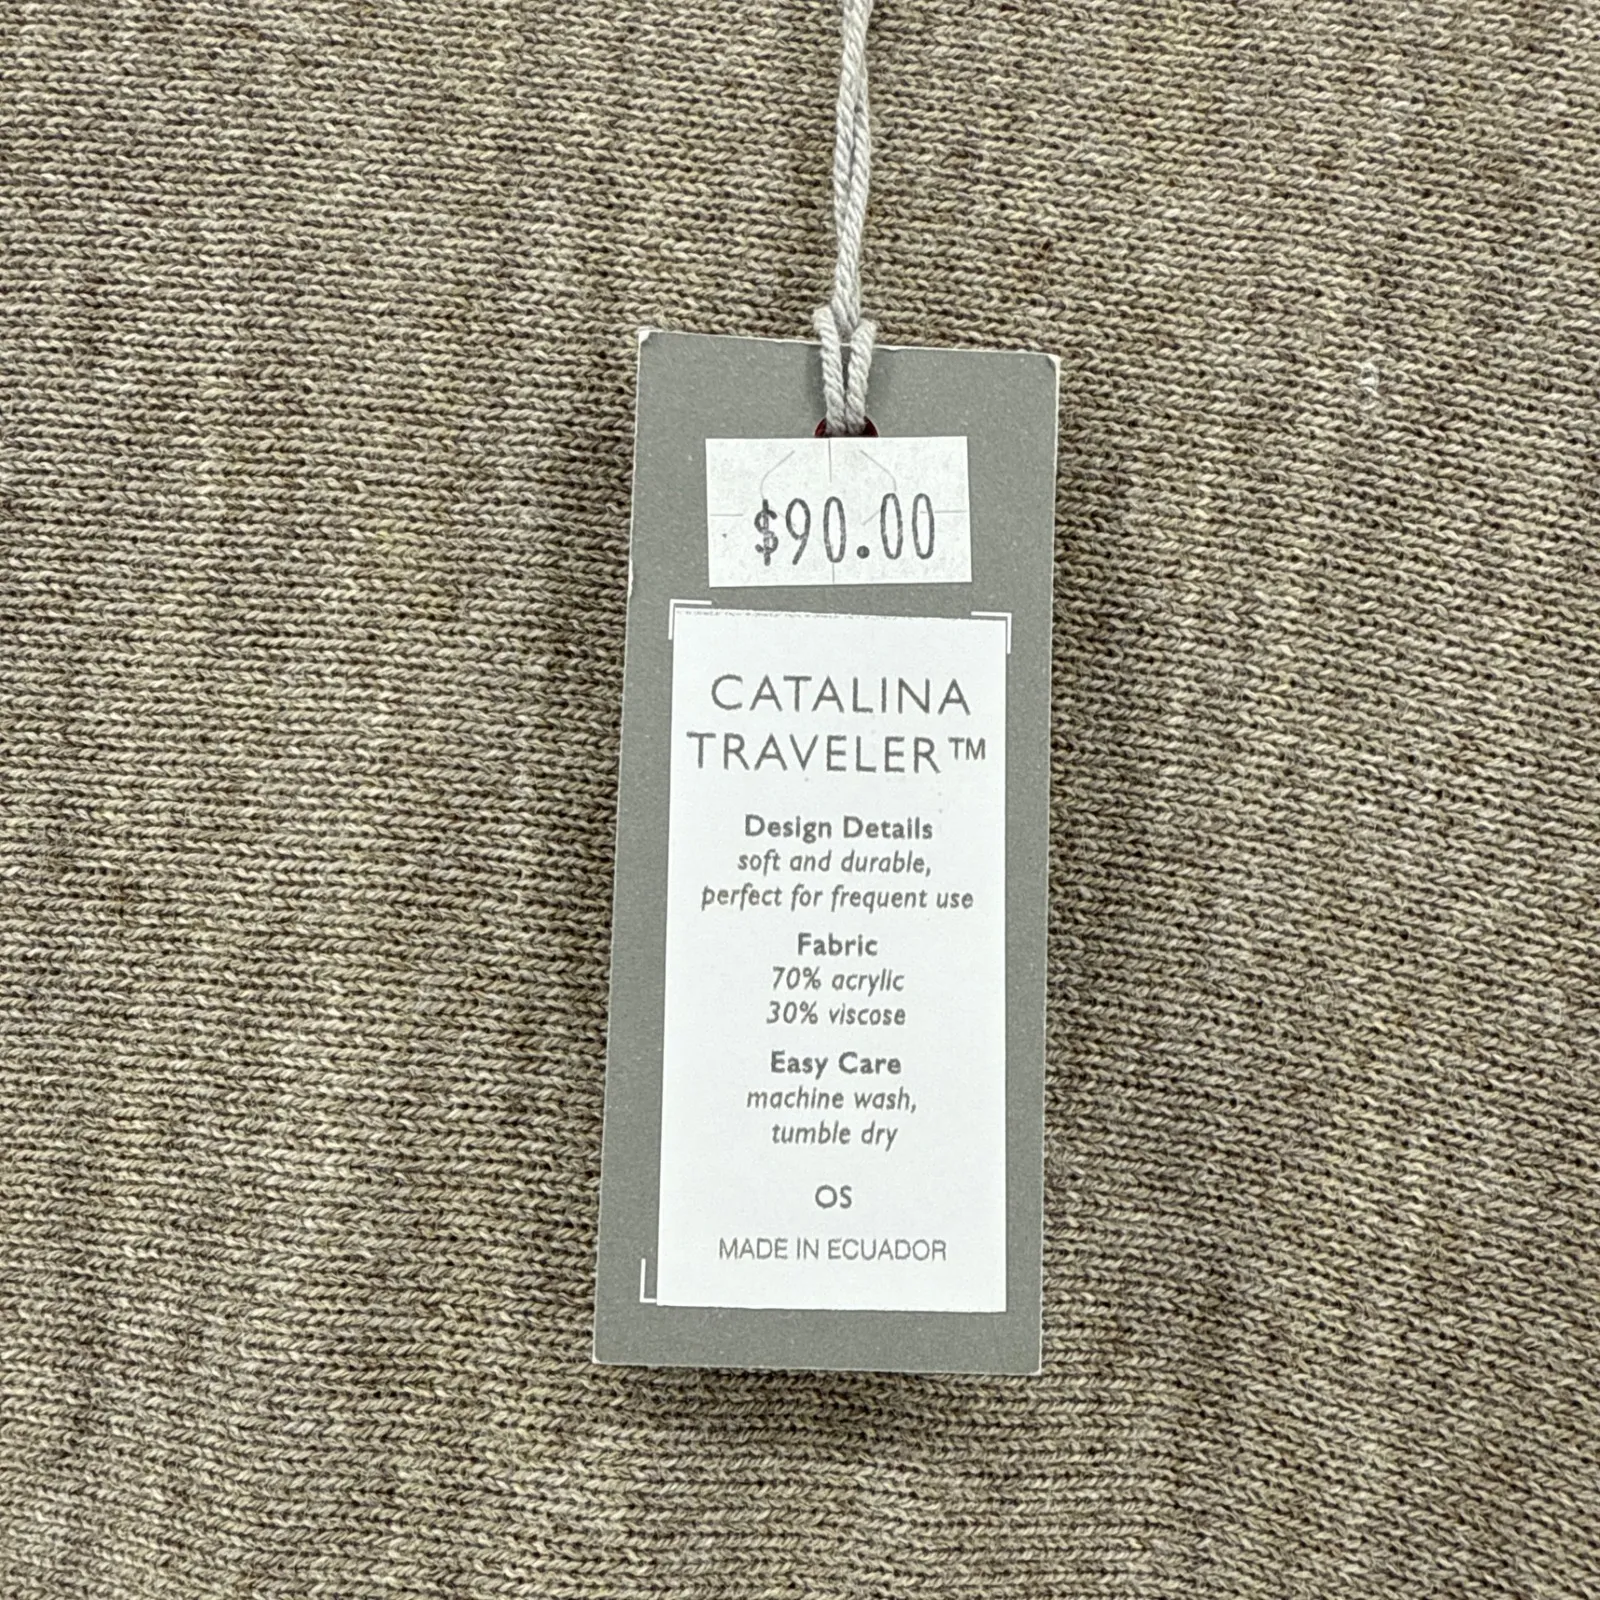 $90.00
CATALINA
TRAVELER™
Design Details
soft and durable,
perfect for frequent use
Fabric
70% acrylic
30% viscose
Easy Care
machine wash,
tumble dry
OS
MADE IN ECUADOR